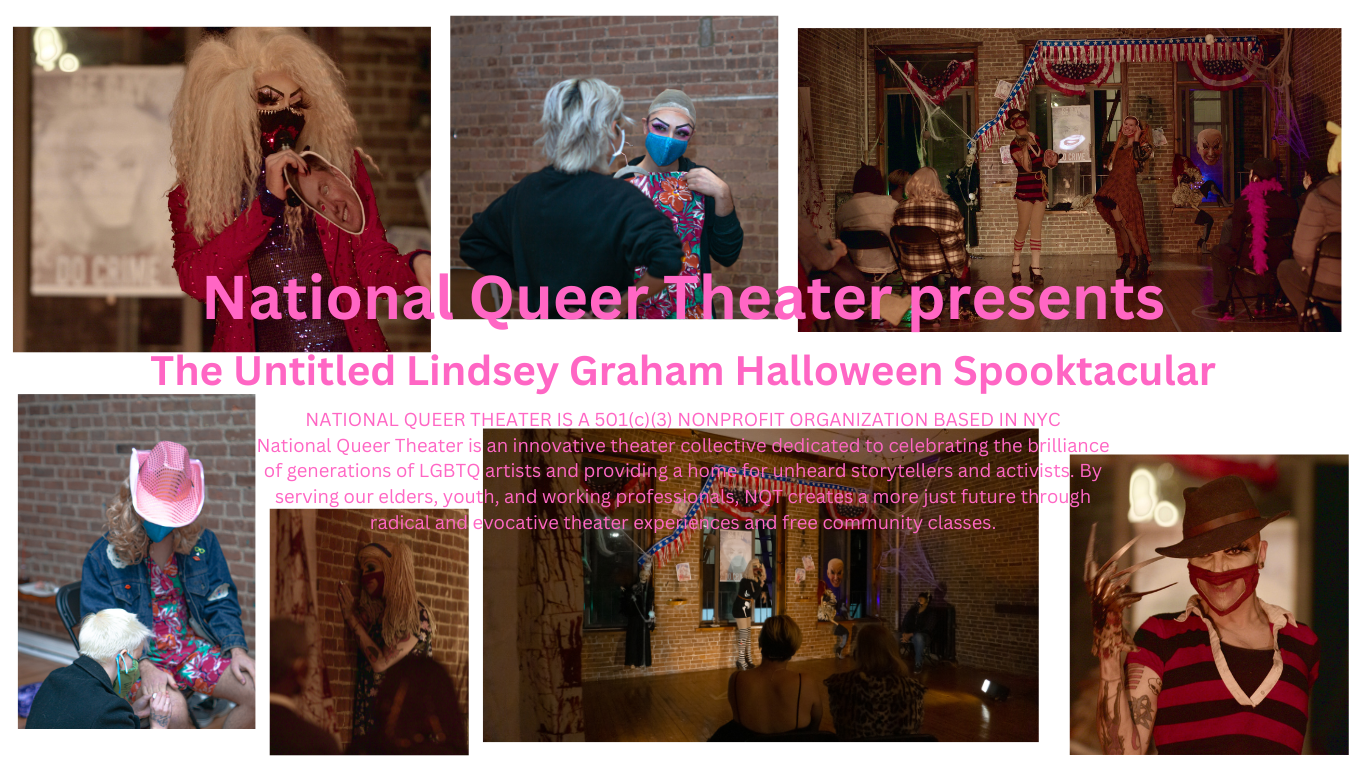 DO CRIME
National Queer Theater presents
The Untitled Lindsey Graham Halloween Spooktacular
NATIONAL QUEER THEATER IS A 501(c)(3) NONPROFIT ORGANIZATION BASED IN NYC
National Queer Theater is an innovative theater collective dedicated to celebrating the brilliance
of generations of LGBTQ artists and providing a home for unheard storytellers and activists. By
serving our elders, youth, and working professionals, NQT creates a more just future through
radical and evocative theater experiences and free community classes.